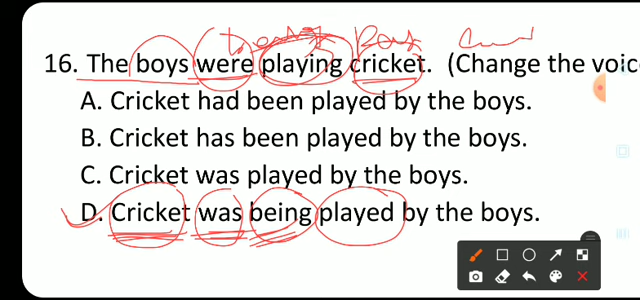 16. The boys were playing cricket. (Change the voic
A. Cricket had been played by the boys.
B. Cricket has been played by the boys.
C. Cricket was played by the boys.
D. Cricket was being played by the boys.